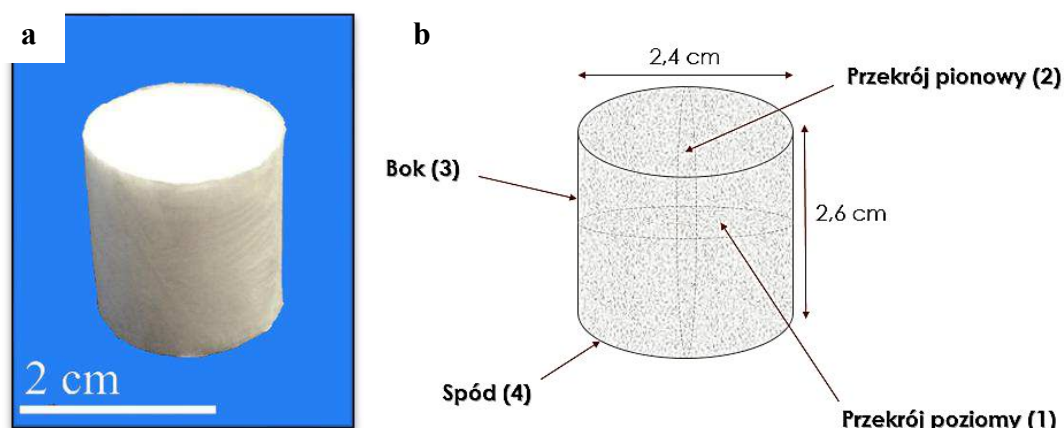 a
2 cm
b
2,4 cm
Przekrój pionowy (2)
Bok (3)
2,6 cm
Spód (4)
Przekrój poziomy (1)